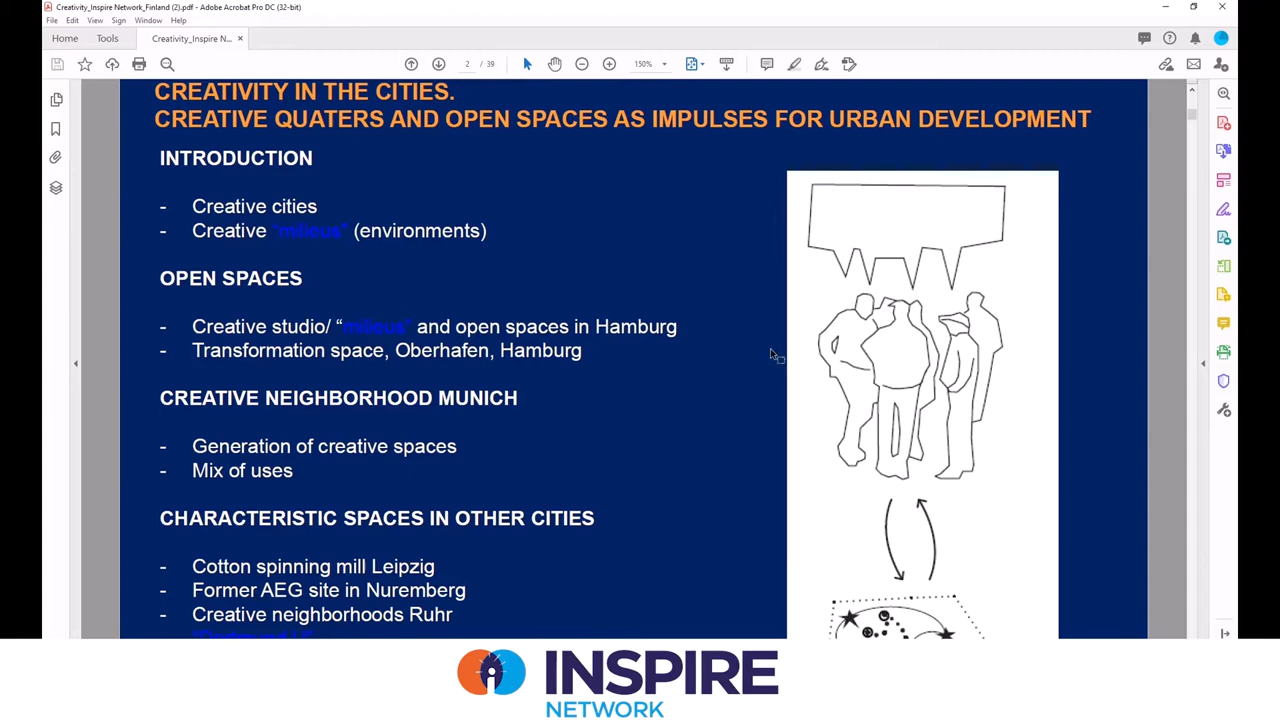 Creativity_Inspire Network_Finland (2).pdf - Adobe Acrobat Pro DC (32-bit)
File Edit View Sign Window Help
Home Tools Creativity_Inspire N... ×
2 / 39 150%
CREATIVITY IN THE CITIES.
CREATIVE QUATERS AND OPEN SPACES AS IMPULSES FOR URBAN DEVELOPMENT
INTRODUCTION
- Creative cities
- Creative "milieus" (environments)
OPEN SPACES
- Creative studio/ "milieus" and open spaces in Hamburg
- Transformation space, Oberhafen, Hamburg
CREATIVE NEIGHBORHOOD MUNICH
- Generation of creative spaces
- Mix of uses
CHARACTERISTIC SPACES IN OTHER CITIES
- Cotton spinning mill Leipzig
- Former AEG site in Nuremberg
- Creative neighborhoods Ruhr
INSPIRE
NETWORK